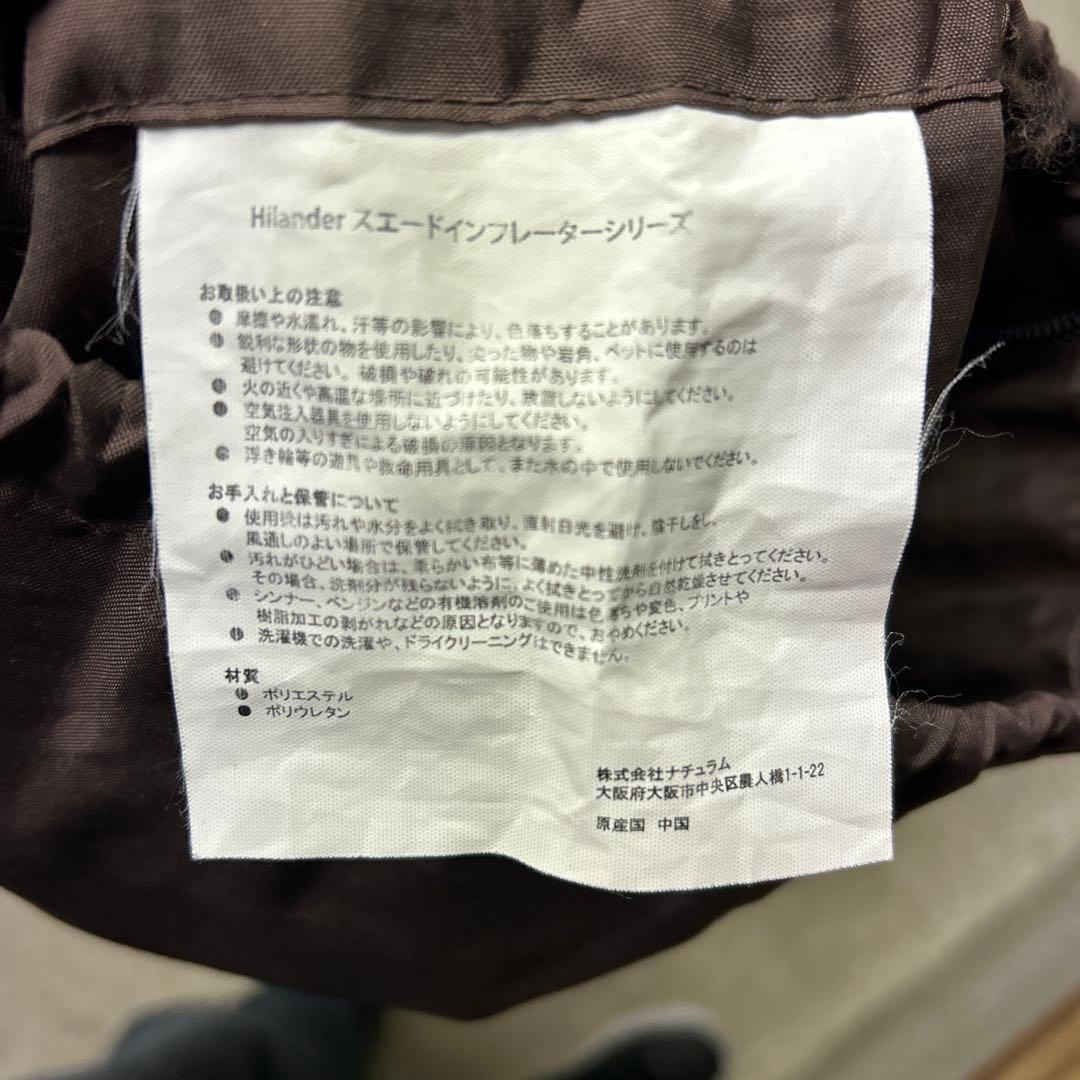 Hilander スエードインフレーターシリーズ
お取扱い上の注意
● 摩擦や水濡れ、汗等の影響により、色落ちすることがあります。
● 鋭利な形状の物を使用したり、尖った物や岩角、ペットに使用するのは
避けてください。破損や破れの可能性があります。
● 火の近くや高温な場所に近づけたり、放置しないようにしてください。
● 空気注入器具を使用しないようにしてください。
空気の入りすぎによる破損の原因となります。
● 浮き輪等の遊具や救命用具として、また水の中で使用しないでください。
お手入れと保管について
● 使用後は汚れや水分をよく拭き取り、直射日光を避け、陰干しをし、
風通しのよい場所で保管してください。
● 汚れがひどい場合は、柔らかい布等に薄めた中性洗剤を付けて拭きとってください。
その場合、洗剤分が残らないように、よく拭きとってから自然乾燥させてください。
● シンナー、ベンジンなどの有機溶剤のご使用は色落ちや変色、プリントや
樹脂加工の剥がれなどの原因となりますので、おやめください。
● 洗濯機での洗濯や、ドライクリーニングはできません。
材質
● ポリエステル
● ポリウレタン
株式会社ナチュラム
大阪府大阪市中央区農人橋1-1-22
原産国 中国